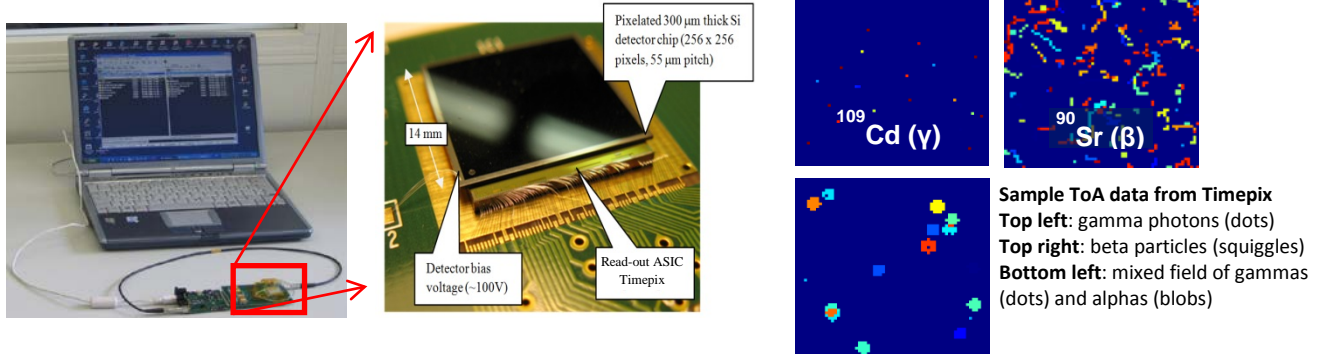 Pixelated 300 μm thick Si
detector chip (256 x 256
pixels, 55 μm pitch)
14 mm
2
Detector bias
voltage (~100V)
Read-out ASIC
Timepix
109
Cd (γ)
90
Sr (β)
Sample ToA data from Timepix
Top left: gamma photons (dots)
Top right: beta particles (squiggles)
Bottom left: mixed field of gammas
(dots) and alphas (blobs)